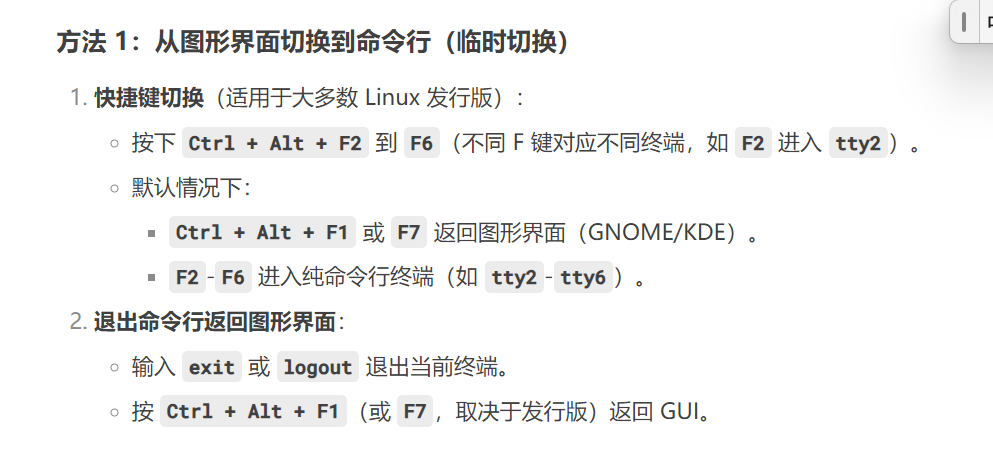 方法 1：从图形界面切换到命令行（临时切换）
1. 快捷键切换（适用于大多数 Linux 发行版）：
按下 Ctrl + Alt + F2 到 F6（不同 F 键对应不同终端，如 F2 进入 tty2）。
默认情况下：
Ctrl + Alt + F1 或 F7 返回图形界面（GNOME/KDE）。
F2-F6 进入纯命令行终端（如 tty2-tty6）。
2. 退出命令行返回图形界面：
输入 exit 或 logout 退出当前终端。
按 Ctrl + Alt + F1（或 F7，取决于发行版）返回 GUI。